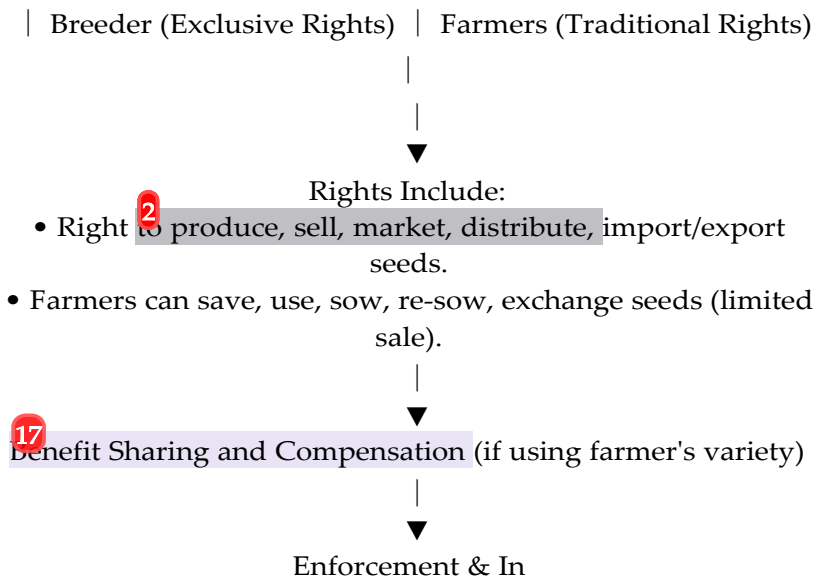 | Breeder (Exclusive Rights) | Farmers (Traditional Rights)
|
|
▼
Rights Include:
2
• Right to produce, sell, market, distribute, import/export
seeds.
• Farmers can save, use, sow, re-sow, exchange seeds (limited
sale).
|
▼
17
Benefit Sharing and Compensation (if using farmer's variety)
|
▼
Enforcement & In